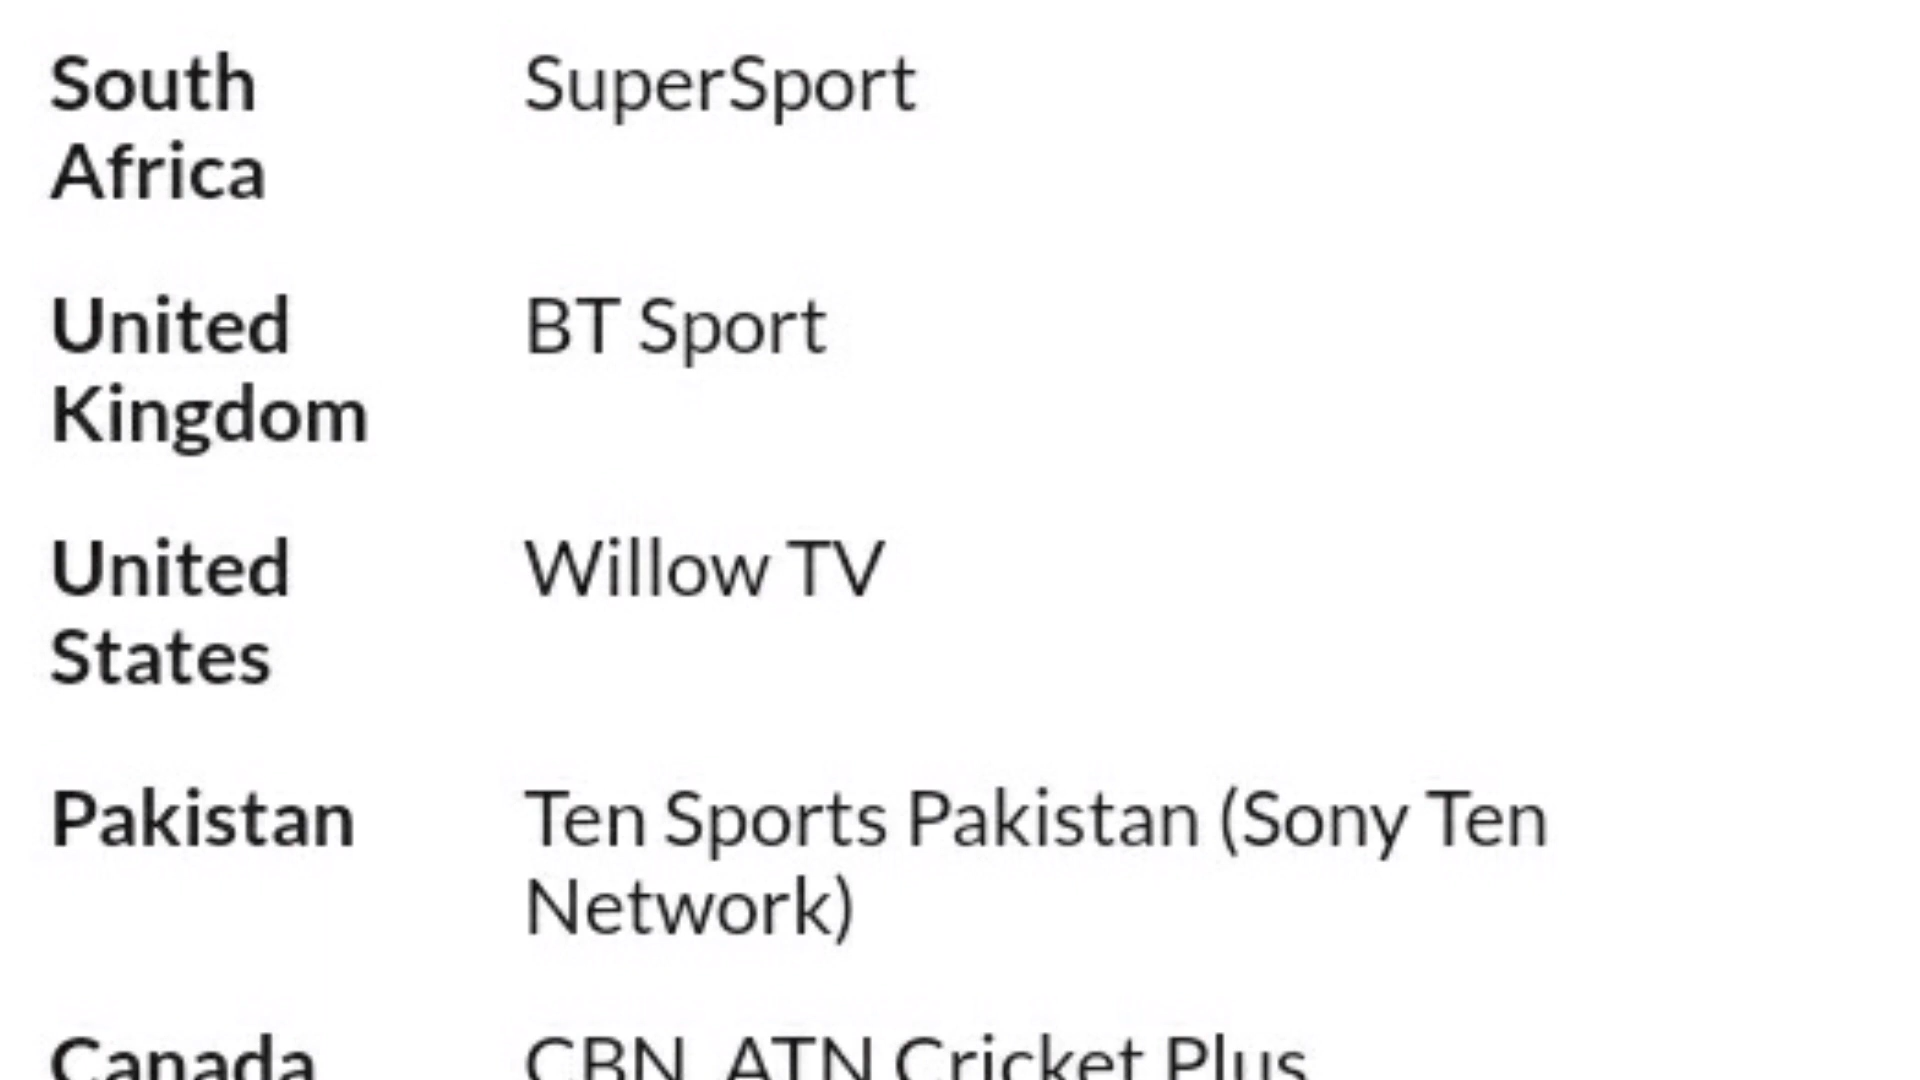 South SuperSport
Africa
United BT Sport
Kingdom
United Willow TV
States
Pakistan Ten Sports Pakistan (Sony Ten
Network)
Canada CBN, ATN Cricket Plus